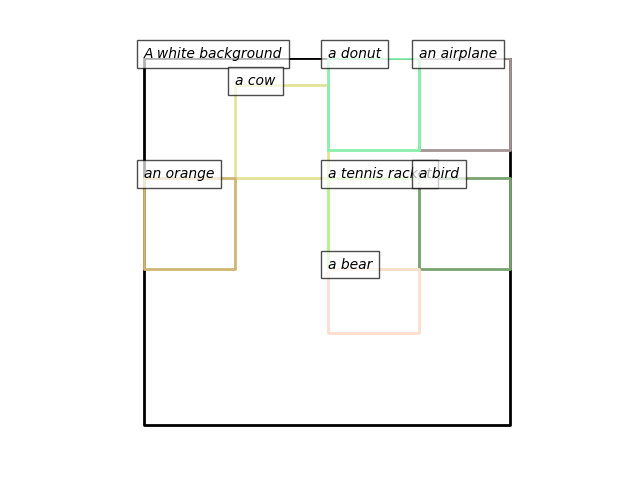 A white background
a donut
an airplane
a cow
an orange
a tennis racket
a bird
a bear